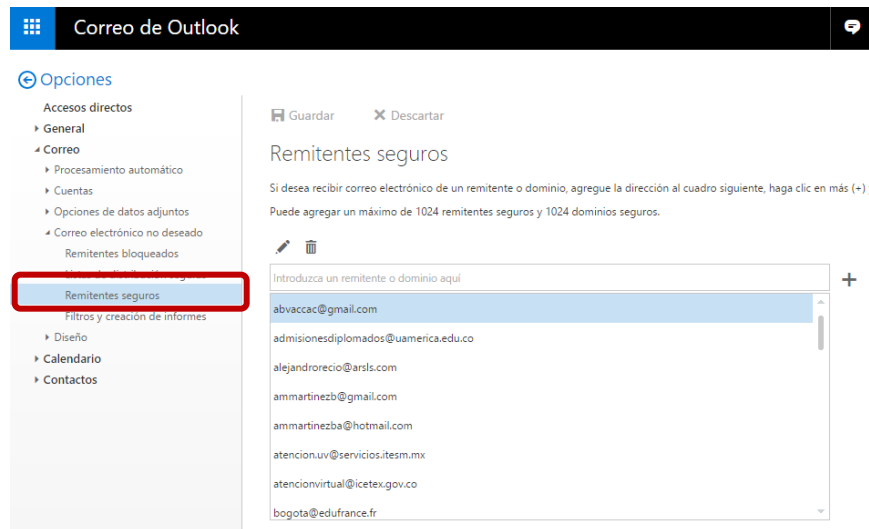 Correo de Outlook
Opciones
Accesos directos
General
Correo
Procesamiento automático
Cuentas
Opciones de datos adjuntos
Correo electrónico no deseado
Remitentes bloqueados
Remitentes seguros
Filtros y creación de informes
Diseño
Calendario
Contactos
Guardar Descartar
Remitentes seguros
Si desea recibir correo electrónico de un remitente o dominio, agregue la dirección al cuadro siguiente, haga clic en más (+)
Puede agregar un máximo de 1024 remitentes seguros y 1024 dominios seguros.
Introduzca un remitente o dominio aquí
abvaccac@gmail.com
admisionesdiplomados@uamerica.edu.co
alejandrorecio@arsls.com
ammartinezb@gmail.com
ammartinezba@hotmail.com
atencion.uv@servicios.itesm.mx
atencionvirtual@icetex.gov.co
bogota@edufrance.fr